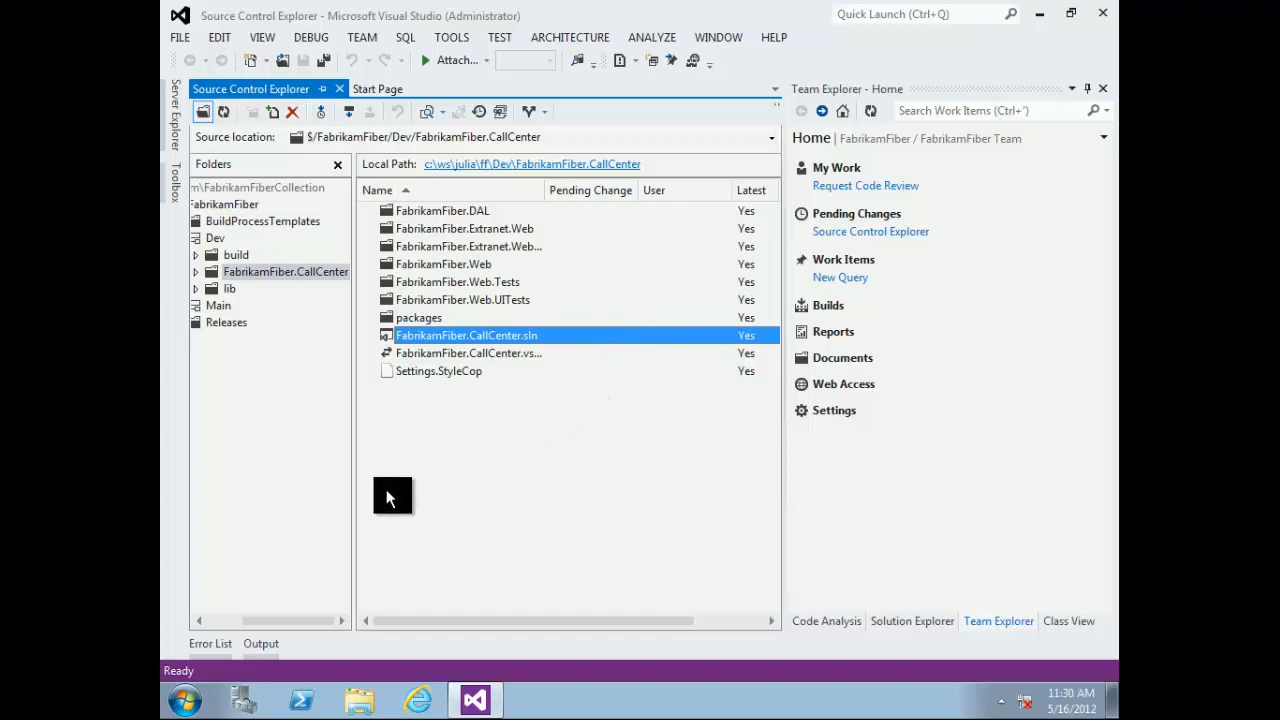 Source Control Explorer - Microsoft Visual Studio (Administrator)
Quick Launch (Ctrl+Q)
FILE EDIT VIEW DEBUG TEAM SQL TOOLS TEST ARCHITECTURE ANALYZE WINDOW HELP
Attach...
Server Explorer
Toolbox
Source Control Explorer
Start Page
Source location: $/FabrikamFiber/Dev/FabrikamFiber.CallCenter
Folders
m\FabrikamFiberCollection
FabrikamFiber
BuildProcessTemplates
Dev
build
FabrikamFiber.CallCenter
lib
Main
Releases
Local Path: c:\ws\julia\ff\Dev\FabrikamFiber.CallCenter
Name Pending Change User Latest
FabrikamFiber.DAL Yes
FabrikamFiber.Extranet.Web Yes
FabrikamFiber.Extranet.Web... Yes
FabrikamFiber.Web Yes
FabrikamFiber.Web.Tests Yes
FabrikamFiber.Web.UITests Yes
packages Yes
FabrikamFiber.CallCenter.sln Yes
FabrikamFiber.CallCenter.vs... Yes
Settings.StyleCop Yes
Team Explorer - Home
Search Work Items (Ctrl+')
Home | FabrikamFiber / FabrikamFiber Team
My Work
Request Code Review
Pending Changes
Source Control Explorer
Work Items
New Query
Builds
Reports
Documents
Web Access
Settings
Code Analysis Solution Explorer Team Explorer Class View
Error List Output
Ready
11:30 AM
5/16/2012